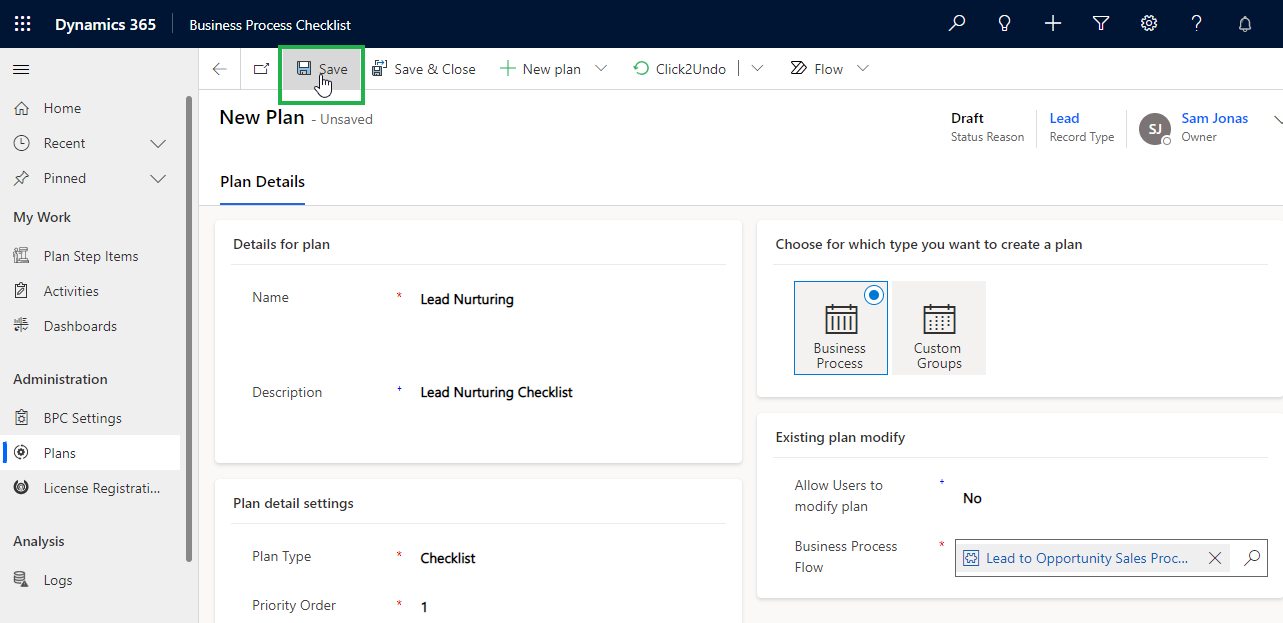 Dynamics 365 Business Process Checklist
Save Save & Close New plan Click2Undo Flow
New Plan - Unsaved
Draft
Status Reason
Lead
Record Type
SJ
Sam Jonas
Owner
Home
Recent
Pinned
My Work
Plan Step Items
Activities
Dashboards
Administration
BPC Settings
Plans
License Registrati...
Analysis
Logs
Plan Details
Details for plan
Name * Lead Nurturing
Description + Lead Nurturing Checklist
Plan detail settings
Plan Type * Checklist
Priority Order * 1
Choose for which type you want to create a plan
Business
Process
Custom
Groups
Existing plan modify
Allow Users to
modify plan
+ No
Business Process
Flow
* Lead to Opportunity Sales Proc...